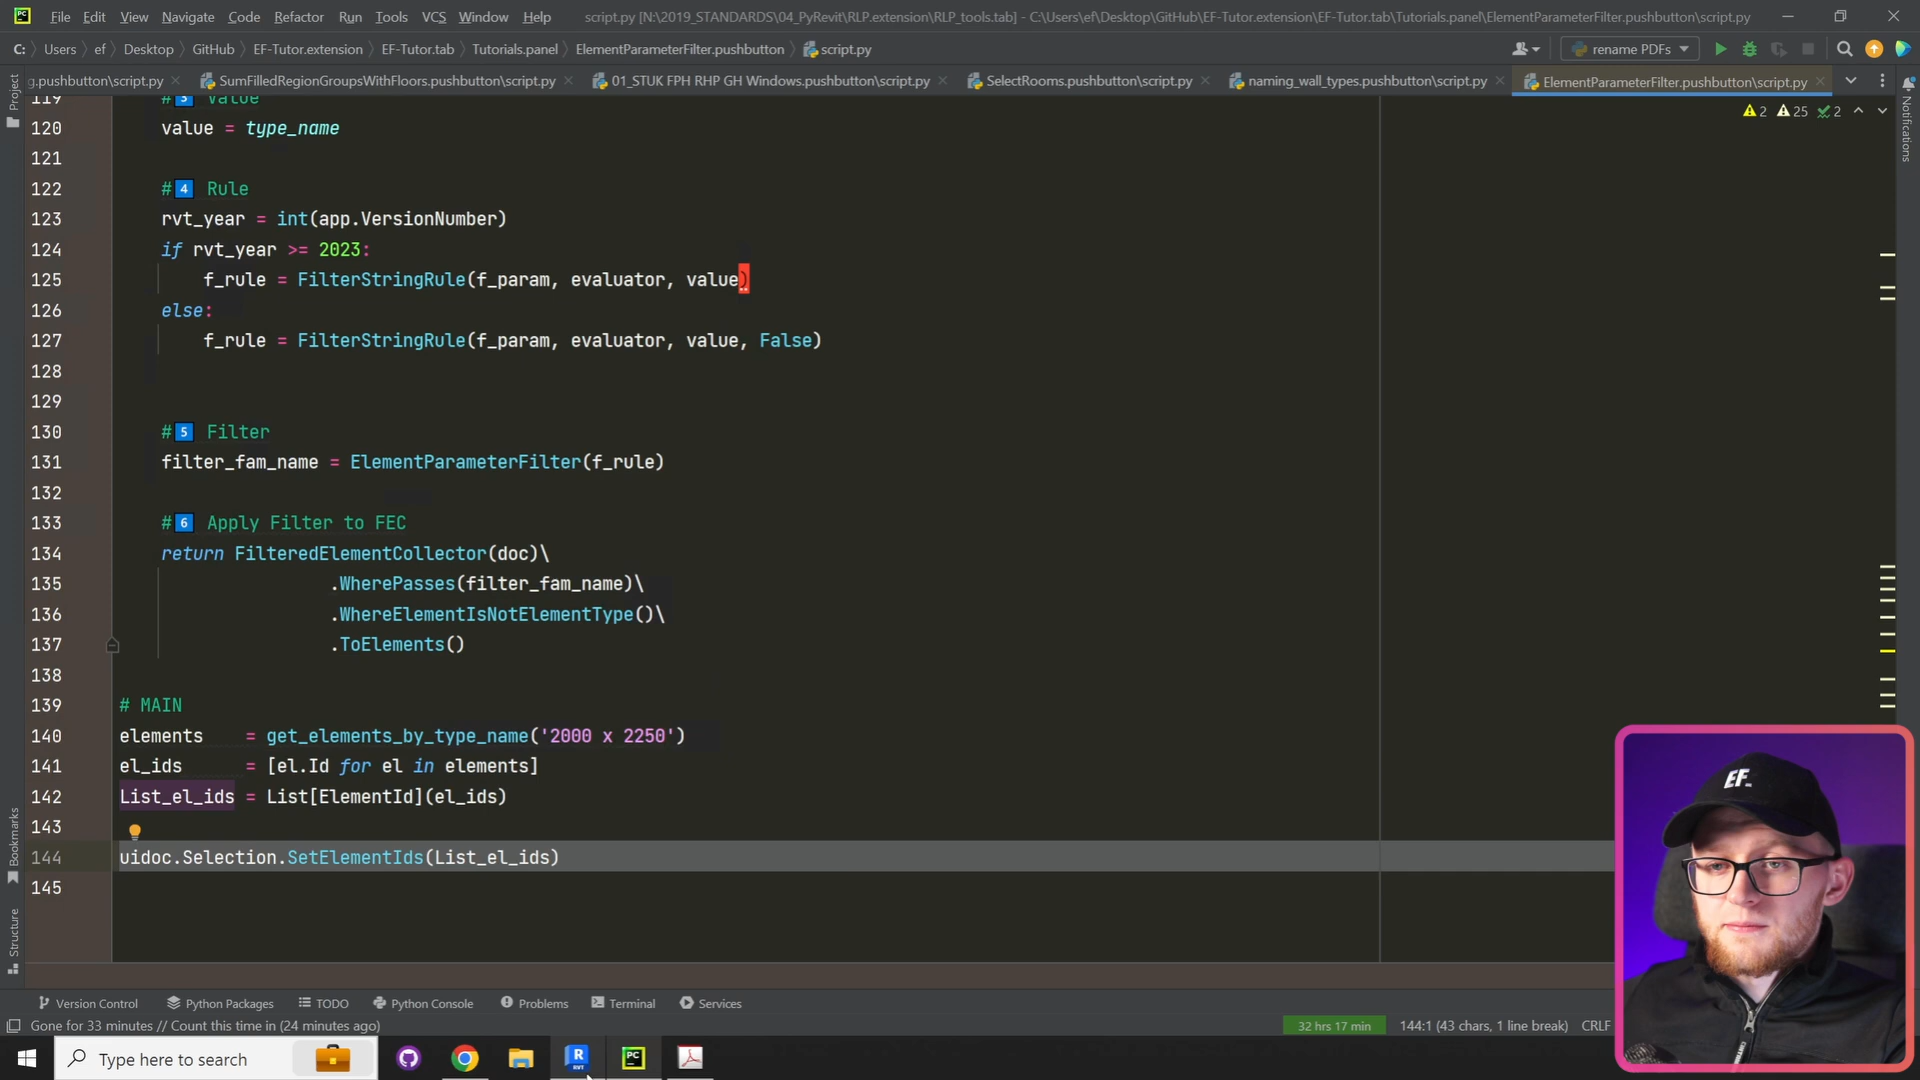 File Edit View Navigate Code Refactor Run Tools VCS Window Help script.py [N:\2019_STANDARDS\04_PyRevit\RLP.extension\RLP_tools.tab] - C:\Users\ef\Desktop\GitHub\EF-Tutor.extension\EF-Tutor.tab\Tutorials.panel\ElementParameterFilter.pushbutton\script.py
C: Users ef Desktop GitHub EF-Tutor.extension EF-Tutor.tab Tutorials.panel ElementParameterFilter.pushbutton script.py rename PDFs
g.pushbutton\script.py SumFilledRegionGroupsWithFloors.pushbutton\script.py 01_STUK FPH RHP GH Windows.pushbutton\script.py SelectRooms.pushbutton\script.py naming_wall_types.pushbutton\script.py ElementParameterFilter.pushbutton\script.py
Project
Notifications
2 25 2
119 #3 Value
120 value = type_name
121
122 #4 Rule
123 rvt_year = int(app.VersionNumber)
124 if rvt_year >= 2023:
125 f_rule = FilterStringRule(f_param, evaluator, value)
126 else:
127 f_rule = FilterStringRule(f_param, evaluator, value, False)
128
129
130 #5 Filter
131 filter_fam_name = ElementParameterFilter(f_rule)
132
133 #6 Apply Filter to FEC
134 return FilteredElementCollector(doc)\
135 .WherePasses(filter_fam_name)\
136 .WhereElementIsNotElementType()\
137 .ToElements()
138
139 # MAIN
140 elements = get_elements_by_type_name('2000 x 2250')
141 el_ids = [el.Id for el in elements]
142 List_el_ids = List[ElementId](el_ids)
143
144 uidoc.Selection.SetElementIds(List_el_ids)
145
Bookmarks
Structure
EF.
Version Control Python Packages TODO Python Console Problems Terminal Services
Gone for 33 minutes // Count this time in (24 minutes ago) 32 hrs 17 min 144:1 (43 chars, 1 line break) CRLF
Type here to search R RVT PC